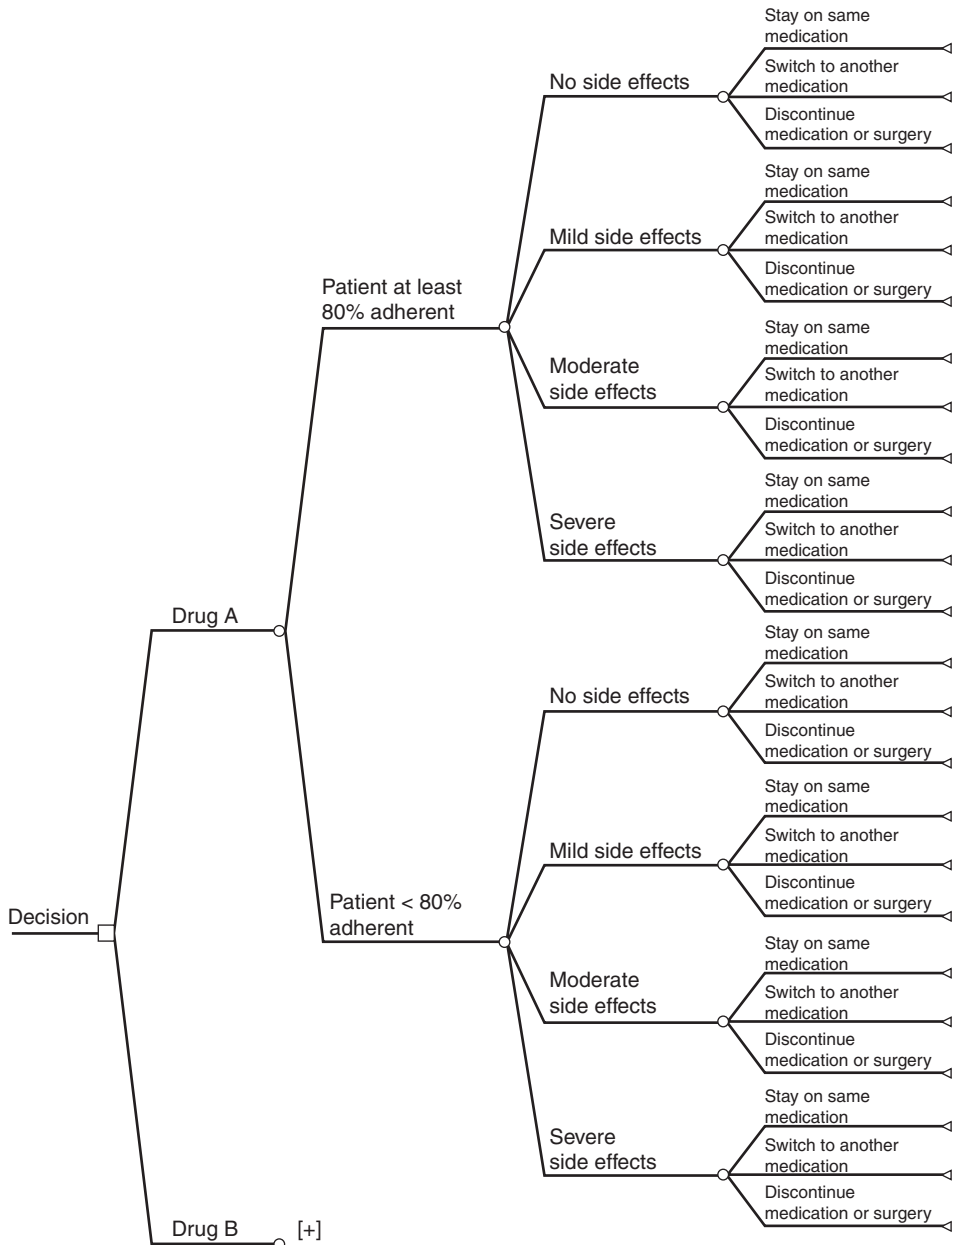 Stay on same
medication
No side effects
Switch to another
medication
Discontinue
medication or surgery
Stay on same
medication
Mild side effects
Switch to another
medication
Discontinue
medication or surgery
Patient at least
80% adherent
Stay on same
medication
Moderate
side effects
Switch to another
medication
Discontinue
medication or surgery
Stay on same
medication
Severe
side effects
Switch to another
medication
Discontinue
medication or surgery
Drug A
Stay on same
medication
No side effects
Switch to another
medication
Discontinue
medication or surgery
Stay on same
medication
Mild side effects
Switch to another
medication
Discontinue
medication or surgery
Patient < 80%
adherent
Decision
Stay on same
medication
Moderate
side effects
Switch to another
medication
Discontinue
medication or surgery
Stay on same
medication
Severe
side effects
Switch to another
medication
Discontinue
medication or surgery
Drug B [+]